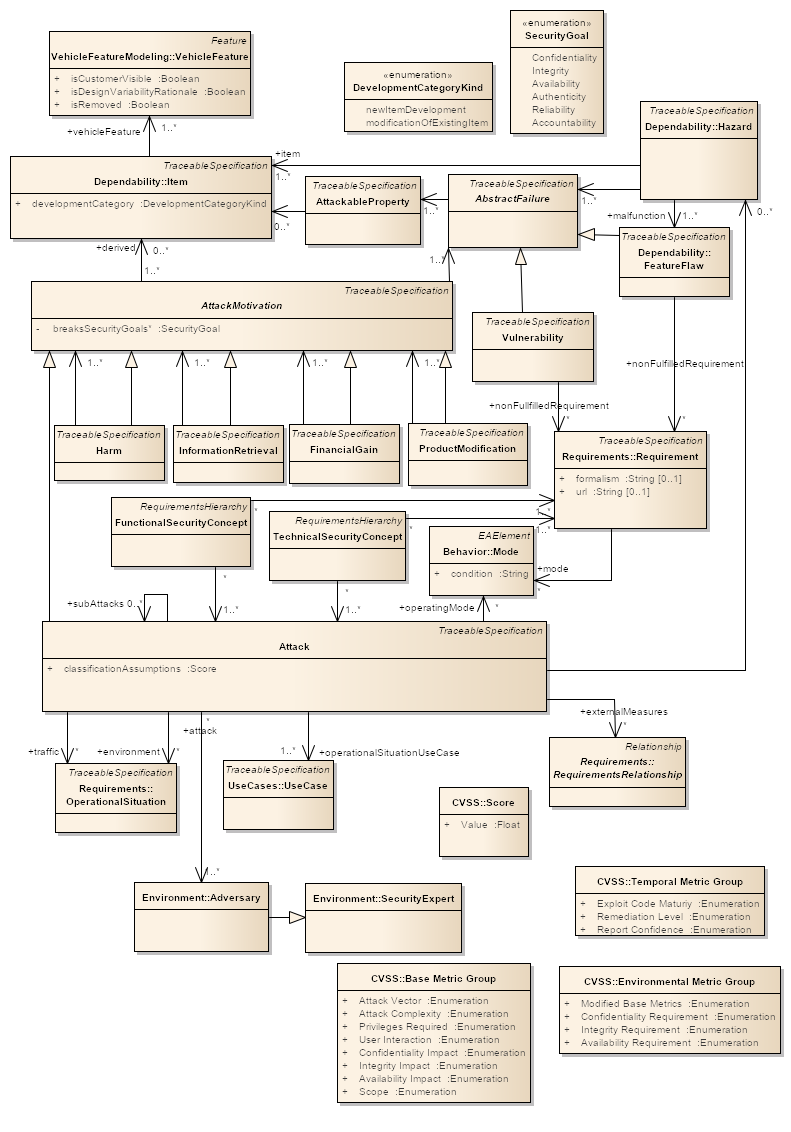 «enumeration»
SecurityGoal
Confidentiality
Integrity
Availability
Authenticity
Reliability
Accountability
Feature
VehicleFeatureModeling::VehicleFeature
+ isCustomerVisible :Boolean
+ isDesignVariabilityRationale :Boolean
+ isRemoved :Boolean
«enumeration»
DevelopmentCategoryKind
newItemDevelopment
modificationOfExistingItem
TraceableSpecification
Dependability::Hazard
+vehicleFeature 1..*
+item
1..*
TraceableSpecification
Dependability::Item
+ developmentCategory :DevelopmentCategoryKind
0..*
TraceableSpecification
AttackableProperty
1..*
TraceableSpecification
AbstractFailure
1..*
+malfunction 1..*
0..*
TraceableSpecification
Dependability::
FeatureFlaw
+derived 0..*
1..*
1..*
TraceableSpecification
AttackMotivation
- breaksSecurityGoals* :SecurityGoal
TraceableSpecification
Vulnerability
1..*
1..*
1..*
1..*
+nonFulfilledRequirement
*
+nonFullfilledRequirement
*
TraceableSpecification
Harm
TraceableSpecification
InformationRetrieval
TraceableSpecification
FinancialGain
TraceableSpecification
ProductModification
TraceableSpecification
Requirements::Requirement
+ formalism :String [0..1]
+ url :String [0..1]
RequirementsHierarchy
FunctionalSecurityConcept
*
1..*
RequirementsHierarchy
TechnicalSecurityConcept
*
1..*
EAElement
Behavior::Mode
+ condition :String
+mode
*
*
1..*
*
1..*
+subAttacks 0..*
+operatingMode *
TraceableSpecification
Attack
+ classificationAssumptions :Score
+externalMeasures
*
*
+attack
+traffic *
+environment *
1..*
+operationalSituationUseCase
TraceableSpecification
Requirements::
OperationalSituation
TraceableSpecification
UseCases::UseCase
Relationship
Requirements::
RequirementsRelationship
CVSS::Score
+ Value :Float
1..*
Environment::Adversary
Environment::SecurityExpert
CVSS::Temporal Metric Group
+ Exploit Code Maturiy :Enumeration
+ Remediation Level :Enumeration
+ Report Confidence :Enumeration
CVSS::Base Metric Group
+ Attack Vector :Enumeration
+ Attack Complexity :Enumeration
+ Privileges Required :Enumeration
+ User Interaction :Enumeration
+ Confidentiality Impact :Enumeration
+ Integrity Impact :Enumeration
+ Availability Impact :Enumeration
+ Scope :Enumeration
CVSS::Environmental Metric Group
+ Modified Base Metrics :Enumeration
+ Confidentiality Requirement :Enumeration
+ Integrity Requirement :Enumeration
+ Availability Requirement :Enumeration